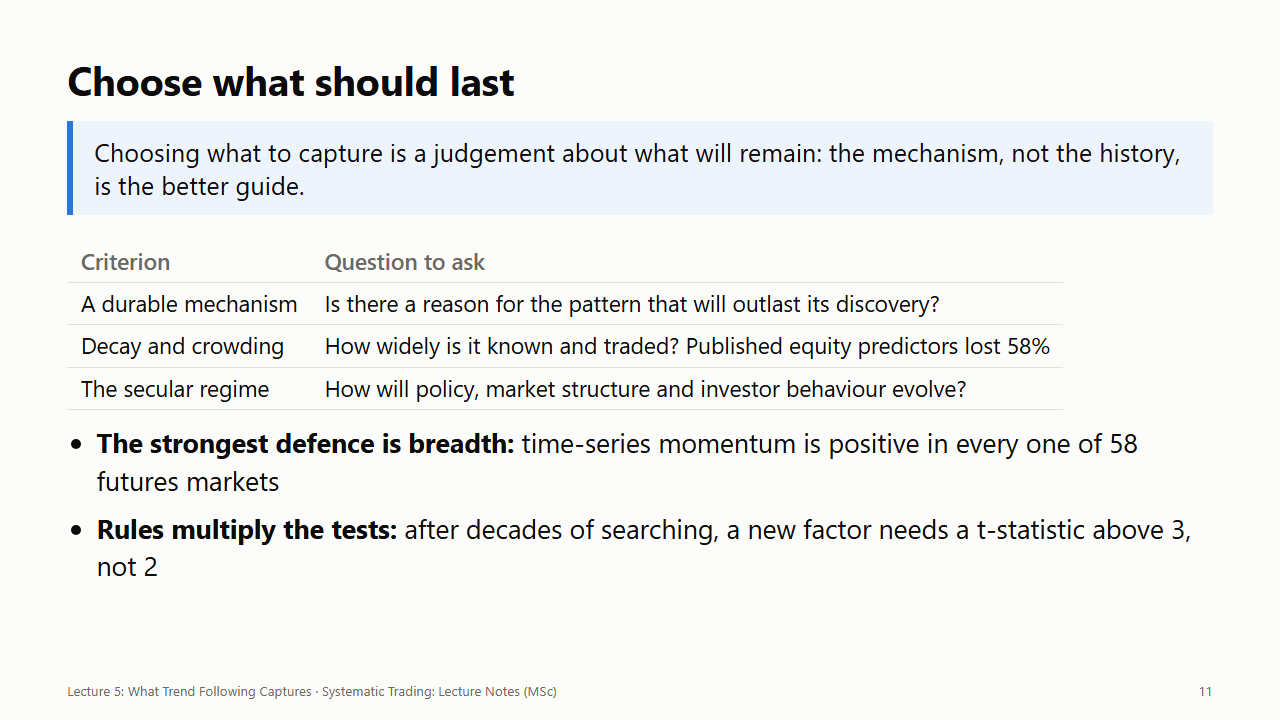 Choose what should last
Choosing what to capture is a judgement about what will remain: the mechanism, not the history,
is the better guide.
Criterion Question to ask
A durable mechanism Is there a reason for the pattern that will outlast its discovery?
Decay and crowding How widely is it known and traded? Published equity predictors lost 58%
The secular regime How will policy, market structure and investor behaviour evolve?
• The strongest defence is breadth: time-series momentum is positive in every one of 58
futures markets
• Rules multiply the tests: after decades of searching, a new factor needs a t-statistic above 3,
not 2
Lecture 5: What Trend Following Captures · Systematic Trading: Lecture Notes (MSc) 11